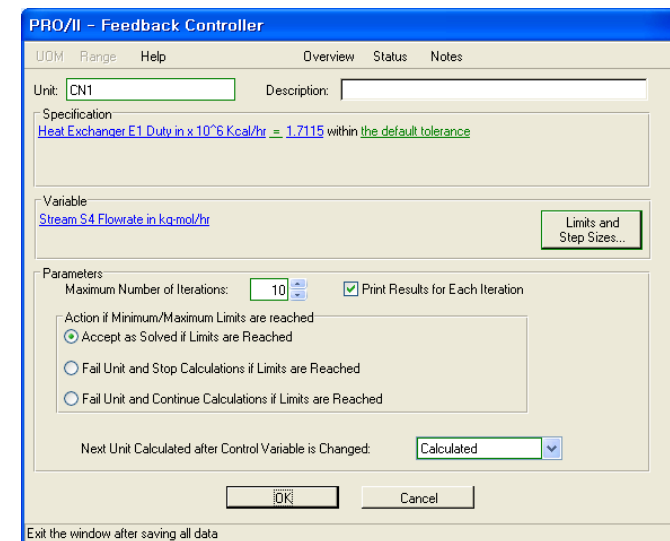 PRO/II - Feedback Controller
UOM Range Help Overview Status Notes
Unit: CN1 Description:
Specification
Heat Exchanger E1 Duty in x 10^6 Kcal/hr = 1.7115 within the default tolerance
Variable
Stream S4 Flowrate in kg-mol/hr
Limits and
Step Sizes...
Parameters
Maximum Number of Iterations: 10 Print Results for Each Iteration
Action if Minimum/Maximum Limits are reached
Accept as Solved if Limits are Reached
Fail Unit and Stop Calculations if Limits are Reached
Fail Unit and Continue Calculations if Limits are Reached
Next Unit Calculated after Control Variable is Changed: Calculated
OK Cancel
Exit the window after saving all data